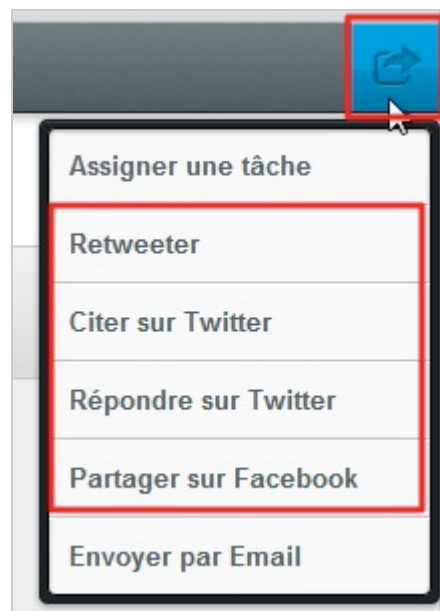 Assigner une tâche
Retweeter
Citer sur Twitter
Répondre sur Twitter
Partager sur Facebook
Envoyer par Email